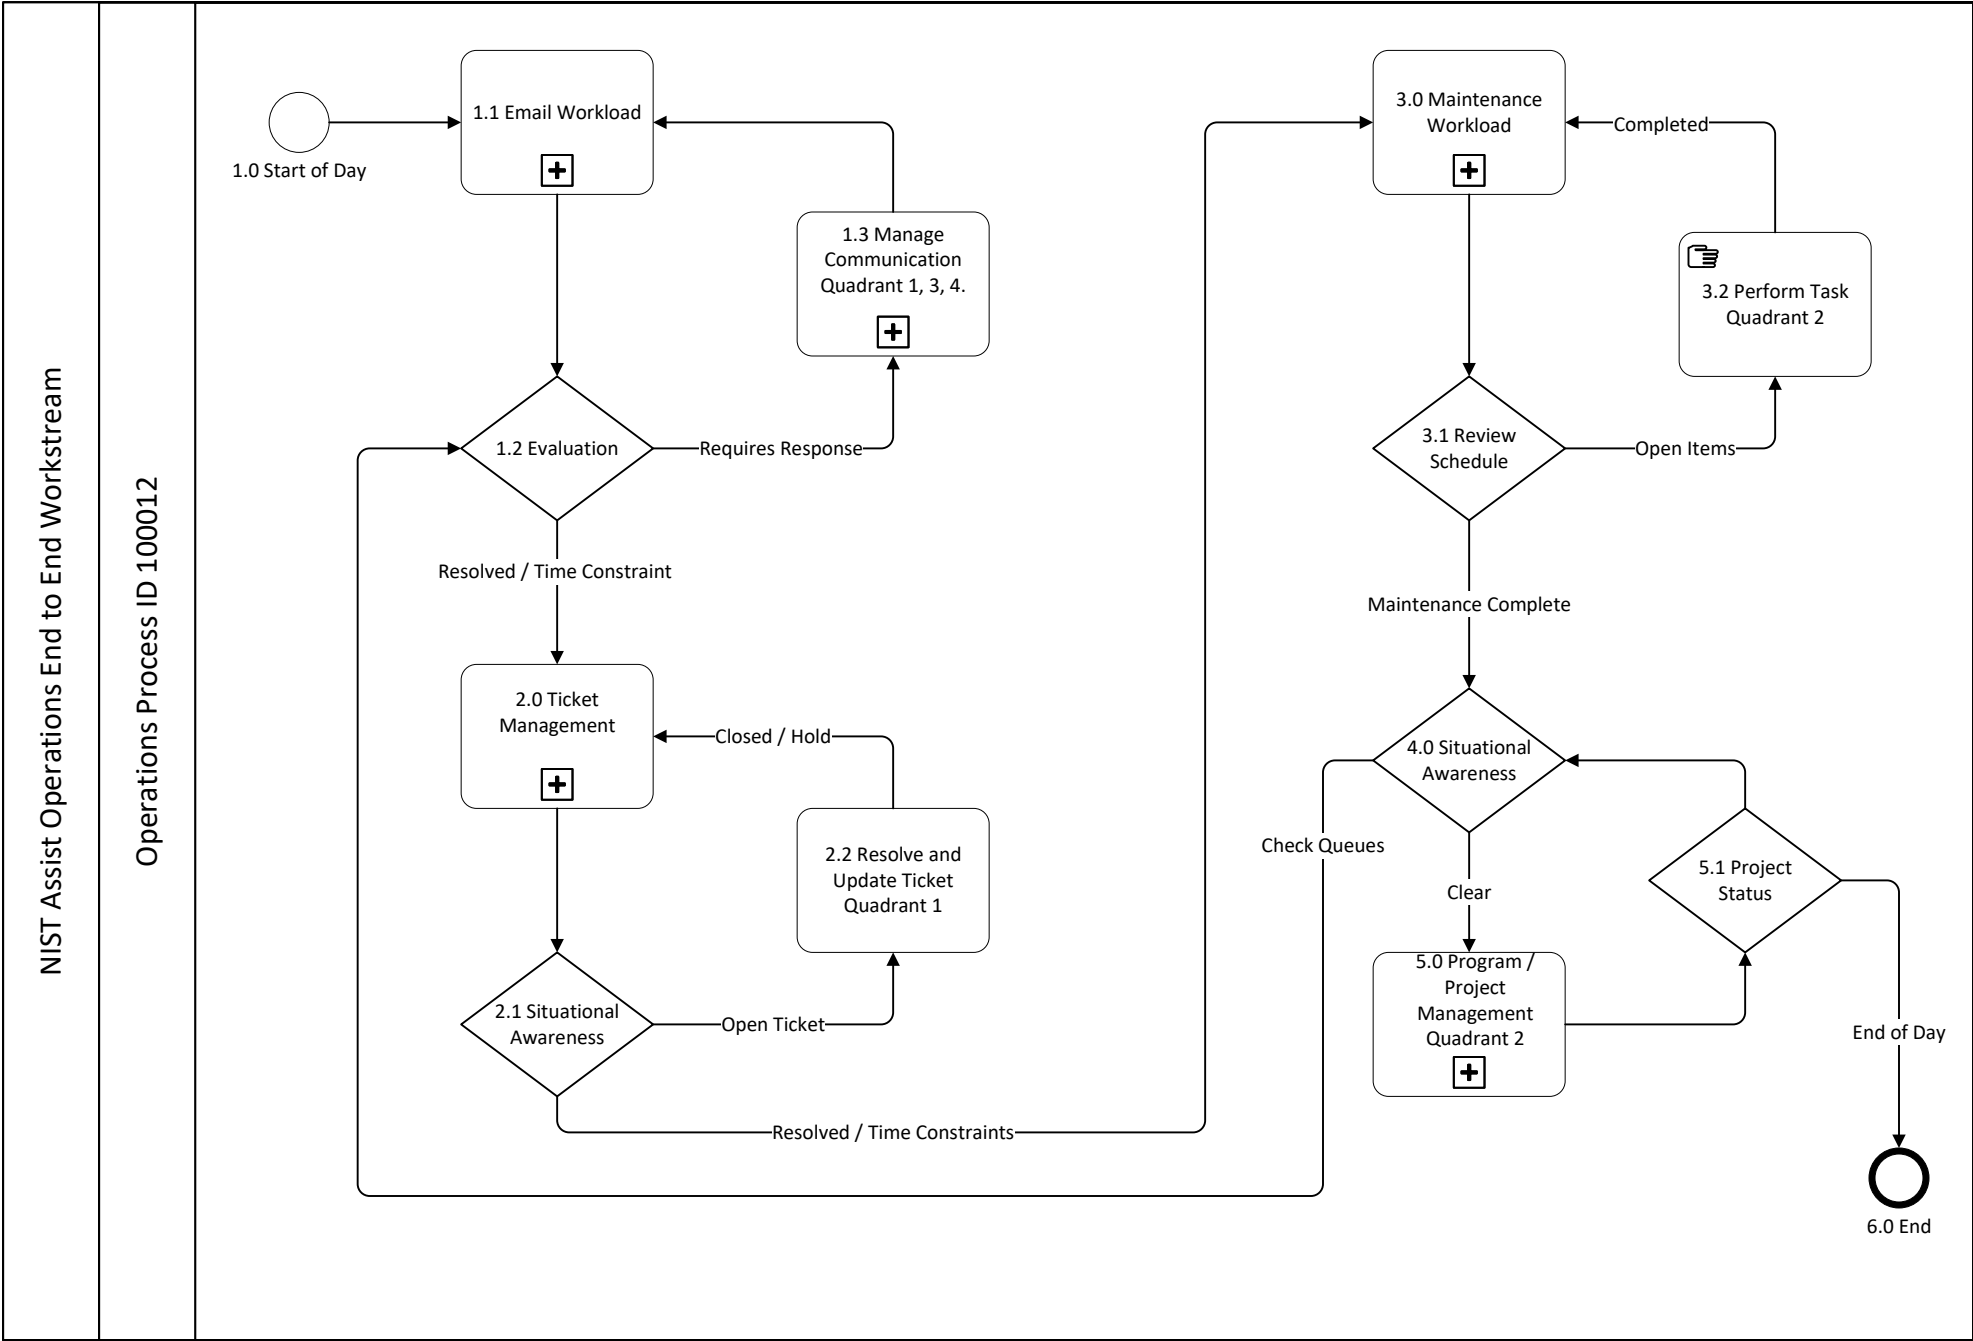 NIST Assist Operations End to End Workstream
Operations Process ID 100012
1.0 Start of Day
1.1 Email Workload
1.3 Manage
Communication
Quadrant 1, 3, 4.
1.2 Evaluation
Requires Response
Resolved / Time Constraint
2.0 Ticket
Management
Closed / Hold
2.2 Resolve and
Update Ticket
Quadrant 1
2.1 Situational
Awareness
Open Ticket
Resolved / Time Constraints
3.0 Maintenance
Workload
Completed
3.2 Perform Task
Quadrant 2
3.1 Review
Schedule
Open Items
Maintenance Complete
4.0 Situational
Awareness
Check Queues
Clear
5.1 Project
Status
5.0 Program /
Project
Management
Quadrant 2
End of Day
6.0 End